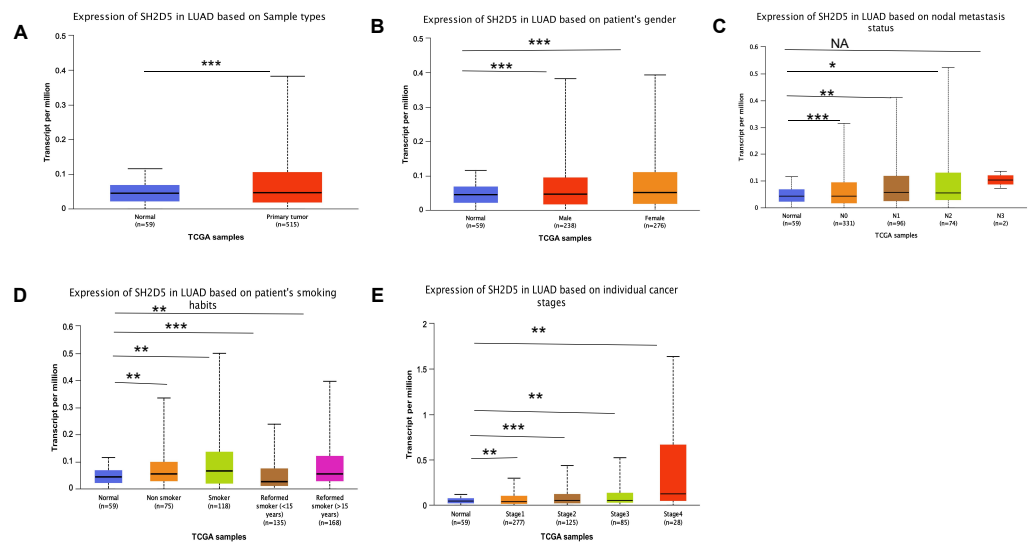 A
Expression of SH2D5 in LUAD based on Sample types
Transcript per million
0.5
0.4
0.3
0.2
0.1
0
***
Normal
(n=59)
Primary tumor
(n=515)
TCGA samples
B
Expression of SH2D5 in LUAD based on patient's gender
Transcript per million
0.5
0.4
0.3
0.2
0.1
0
***
***
Normal
(n=59)
Male
(n=238)
Female
(n=276)
TCGA samples
C
Expression of SH2D5 in LUAD based on nodal metastasis
status
Transcript per million
0.6
0.5
0.4
0.3
0.2
0.1
0
NA
*
**
***
Normal
(n=59)
N0
(n=331)
N1
(n=96)
N2
(n=74)
N3
(n=2)
TCGA samples
D
Expression of SH2D5 in LUAD based on patient's smoking
habits
Transcript per million
0.6
0.5
0.4
0.3
0.2
0.1
0
**
***
**
**
Normal
(n=59)
Non smoker
(n=75)
Smoker
(n=118)
Reformed
smoker (<15
years)
(n=135)
Reformed
smoker (>15
years)
(n=168)
TCGA samples
E
Expression of SH2D5 in LUAD based on individual cancer
stages
Transcript per million
2
1.5
1
0.5
0
**
**
***
**
Normal
(n=59)
Stage1
(n=277)
Stage2
(n=125)
Stage3
(n=85)
Stage4
(n=28)
TCGA samples